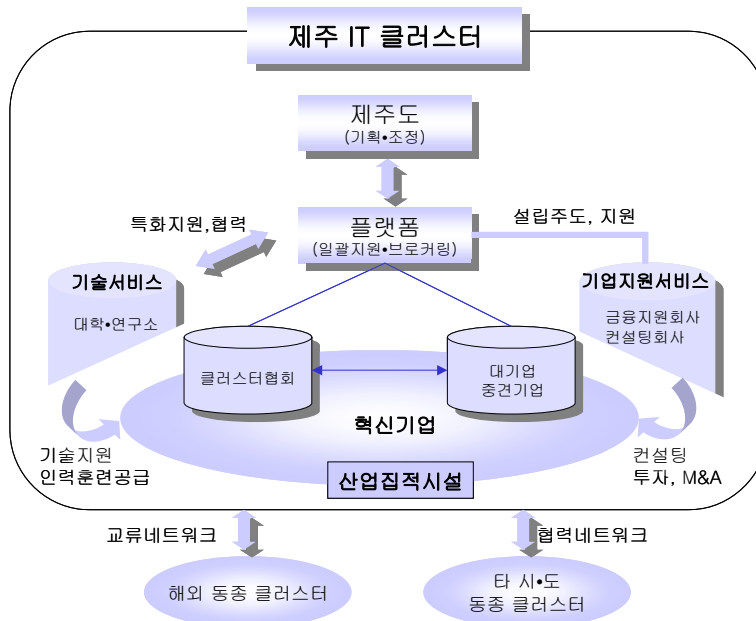 제주 IT 클러스터
제주도
(기획•조정)
특화지원,협력
플랫폼
(일괄지원•브로커링)
설립주도, 지원
기술서비스
대학•연구소
기업지원서비스
금융지원회사
컨설팅회사
클러스터협회
대기업
중견기업
혁신기업
기술지원
인력훈련공급
컨설팅
투자, M&A
산업집적시설
교류네트워크
협력네트워크
해외 동종 클러스터
타 시•도
동종 클러스터